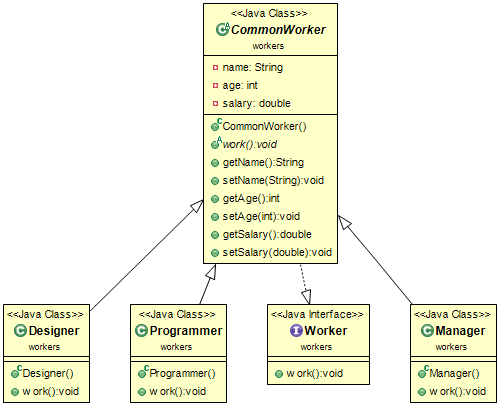 <<Java Class>>
CommonWorker
workers
name: String
age: int
salary: double
CommonWorker()
work():void
getName():String
setName(String):void
getAge():int
setAge(int):void
getSalary():double
setSalary(double):void
<<Java Class>>
Designer
workers
Designer()
work():void
<<Java Class>>
Programmer
workers
Programmer()
work():void
<<Java Interface>>
Worker
workers
work():void
<<Java Class>>
Manager
workers
Manager()
work():void